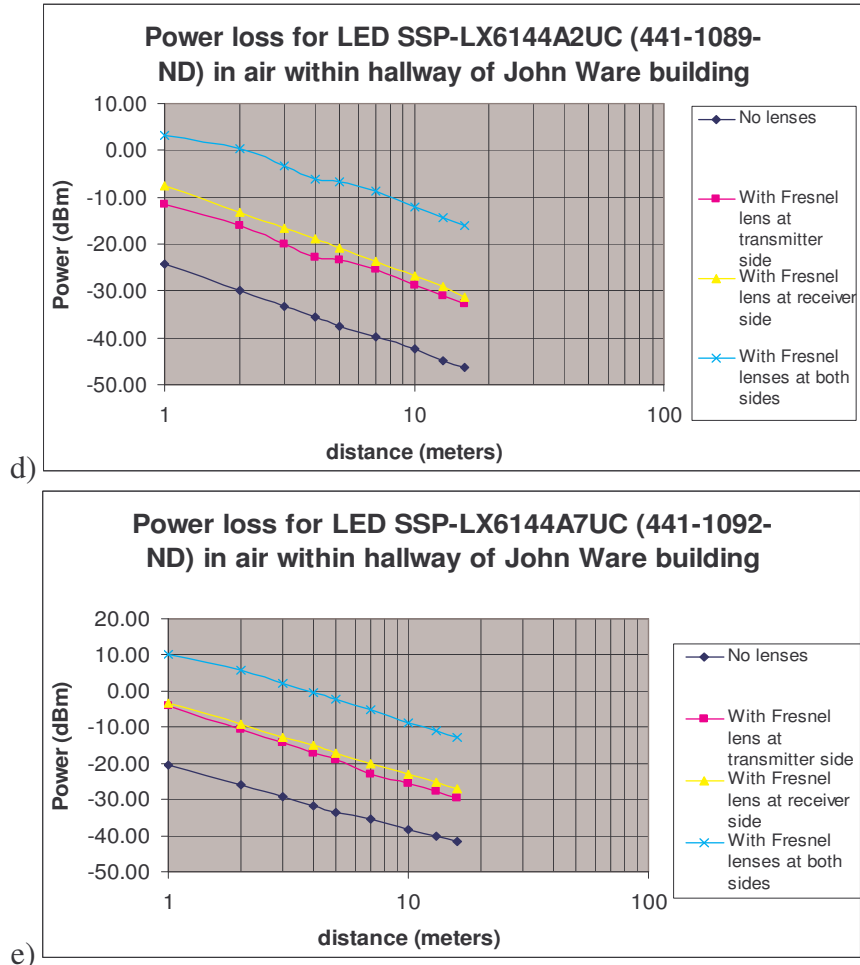 Power loss for LED SSP-LX6144A2UC (441-1089-
ND) in air within hallway of John Ware building
10.00
0.00
-10.00
-20.00
-30.00
-40.00
-50.00
Power (dBm)
1
10
100
distance (meters)
No lenses
With Fresnel
lens at
transmitter
side
With Fresnel
lens at receiver
side
With Fresnel
lenses at both
sides
d)
Power loss for LED SSP-LX6144A7UC (441-1092-
ND) in air within hallway of John Ware building
20.00
10.00
0.00
-10.00
-20.00
-30.00
-40.00
-50.00
Power (dBm)
1
10
100
distance (meters)
No lenses
With Fresnel
lens at
transmitter side
With Fresnel
lens at receiver
side
With Fresnel
lenses at both
sides
e)